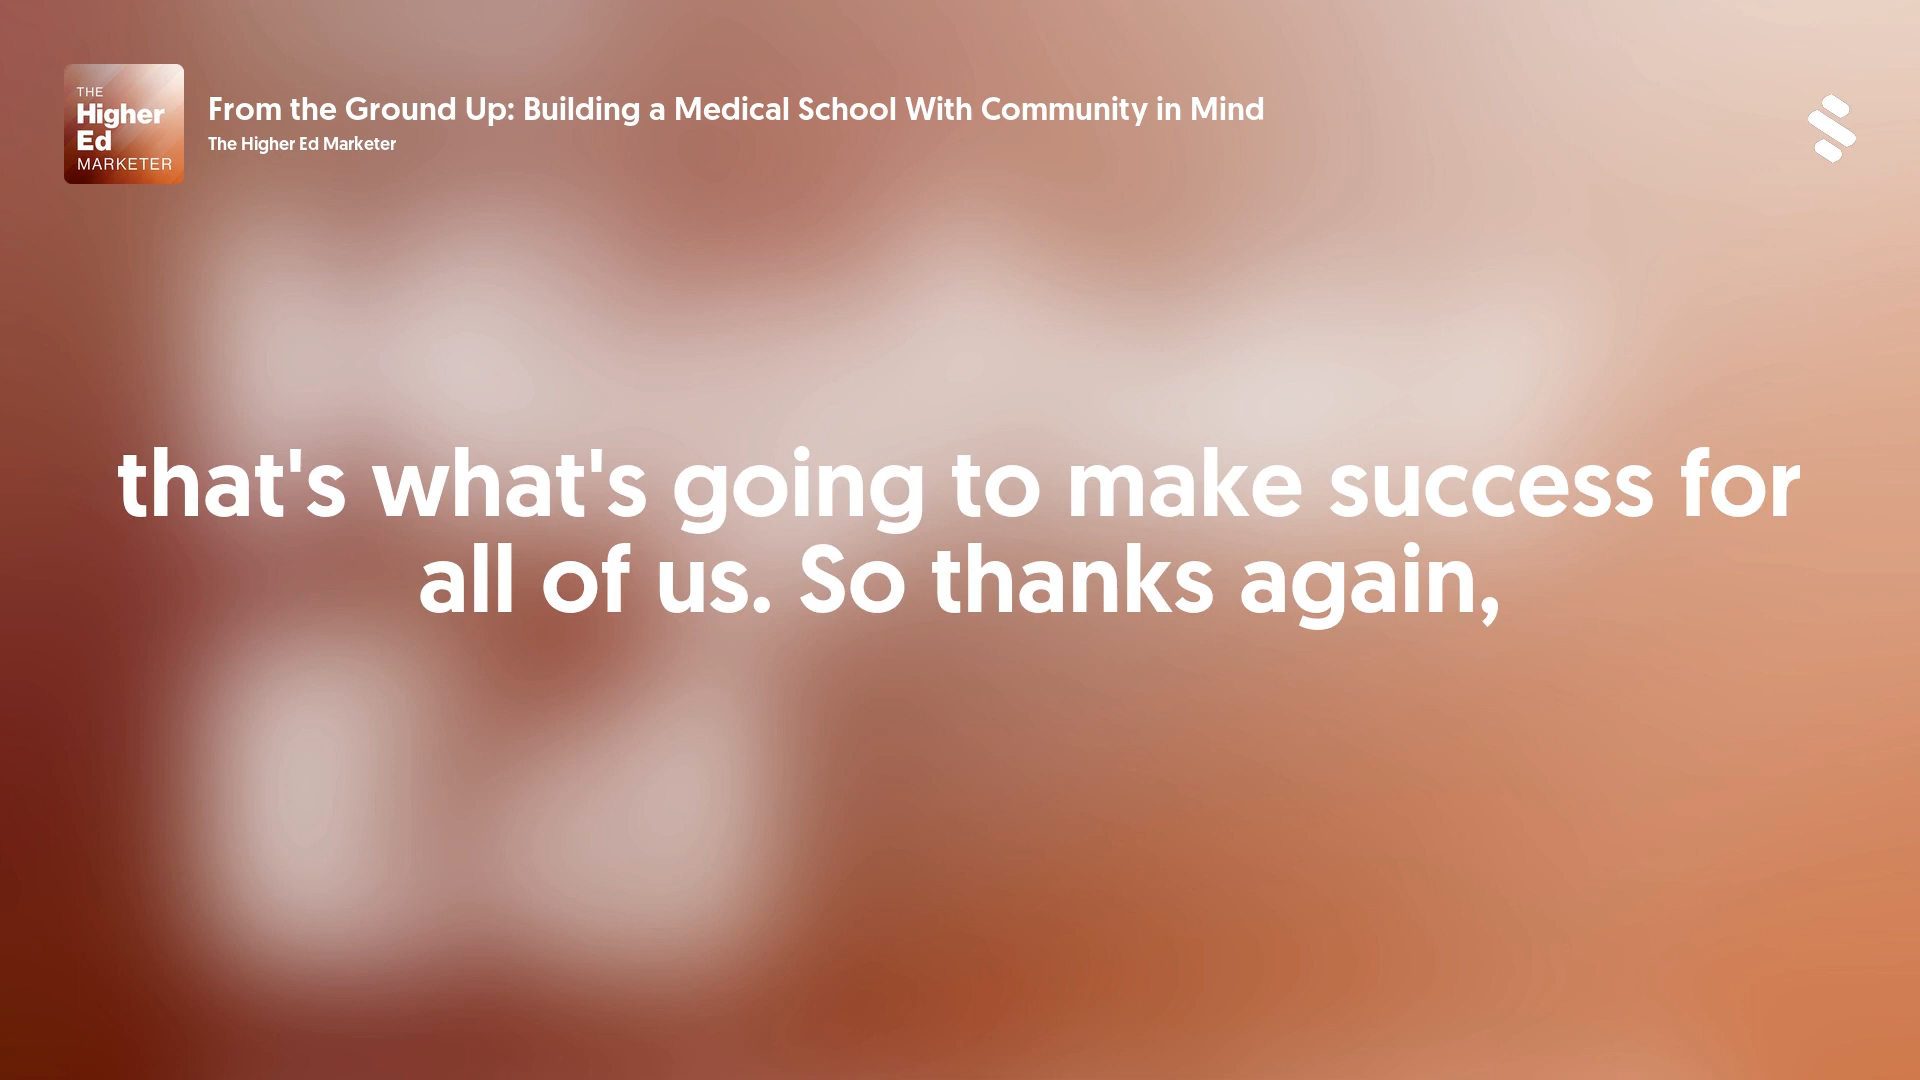 THE
Higher
Ed
MARKETER
From the Ground Up: Building a Medical School With Community in Mind
The Higher Ed Marketer
that's what's going to make success for
all of us. So thanks again,